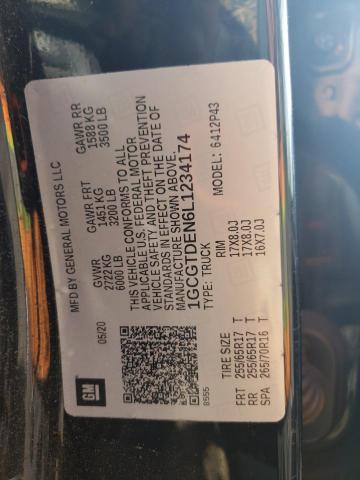 GM
MFD BY GENERAL MOTORS LLC
05/20
GVWR
2722 KG
6000 LB
GAWR FRT
1451 KG
3200 LB
GAWR RR
1588 KG
3500 LB
THIS VEHICLE CONFORMS TO ALL
APPLICABLE U.S. FEDERAL MOTOR
VEHICLE SAFETY AND THEFT PREVENTION
STANDARDS IN EFFECT ON THE DATE OF
MANUFACTURE SHOWN ABOVE.
1GCGTDEN6L1234174
TYPE: TRUCK
MODEL: 6 412P43
TIRE SIZE RIM
FRT 255/65R17 T 17X8.0J
RR 255/65R17 T 17X8.0J
SPA 265/70R16 T 16X7.0J